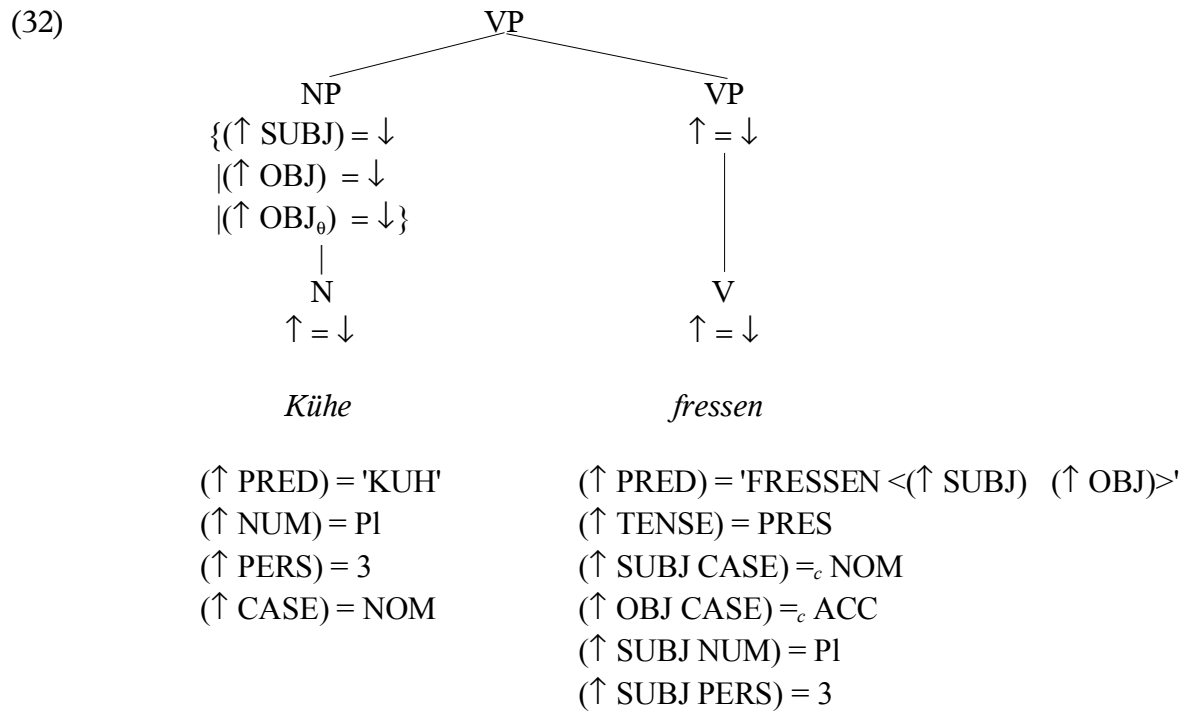 (32) VP
NP VP
{(↑ SUBJ) = ↓ ↑ = ↓
|(↑ OBJ) = ↓
|(↑ OBJθ) = ↓}
N V
↑ = ↓ ↑ = ↓
Kühe fressen
(↑ PRED) = 'KUH' (↑ PRED) = 'FRESSEN <(↑ SUBJ) (↑ OBJ)>'
(↑ NUM) = Pl (↑ TENSE) = PRES
(↑ PERS) = 3 (↑ SUBJ CASE) =c NOM
(↑ CASE) = NOM (↑ OBJ CASE) =c ACC
(↑ SUBJ NUM) = Pl
(↑ SUBJ PERS) = 3